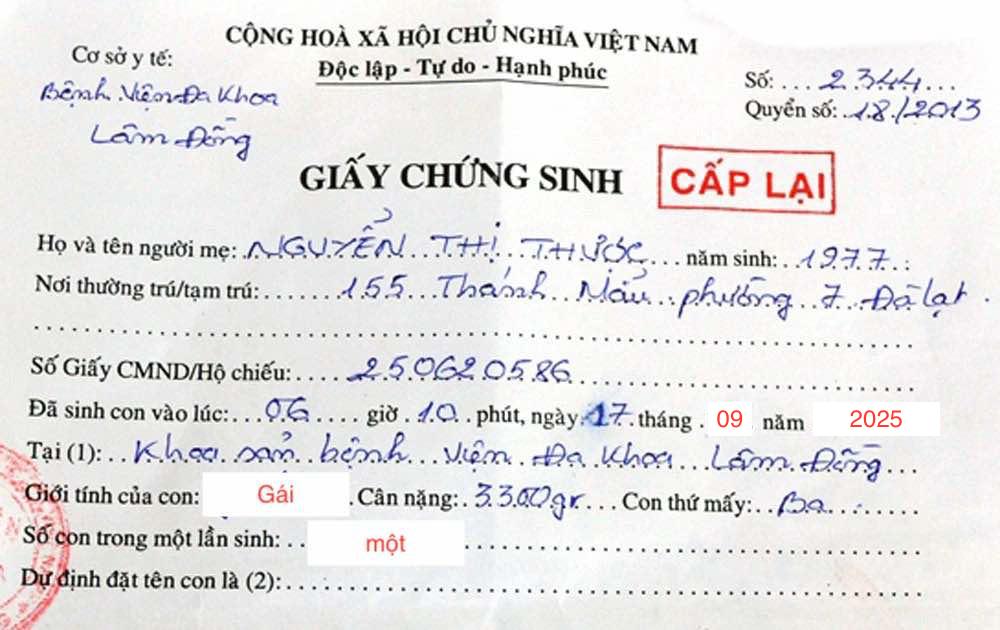 CỘNG HOÀ XÃ HỘI CHỦ NGHĨA VIỆT NAM
Độc lập - Tự do - Hạnh phúc
Cơ sở y tế:
Bệnh Viện Đa Khoa
Lâm Đồng
Số: 2344
Quyển số: 18/2013
GIẤY CHỨNG SINH
CẤP LẠI
Họ và tên người mẹ: NGUYỂN THỊ THƯỚC năm sinh: 1977
Nơi thường trú/tạm trú: 155 Thánh Mẩu phường 7 Đà lạt
Số Giấy CMND/Hộ chiếu: 250620586
Đã sinh con vào lúc: 06 giờ 10 phút, ngày 17 tháng 09 năm 2025
Tại (1): Khoa sản bệnh viện Đa Khoa Lâm Đồng
Giới tính của con: Gái Cân nặng: 3300gr Con thứ mấy: Ba
Số con trong một lần sinh: một
Dự định đặt tên con là (2):